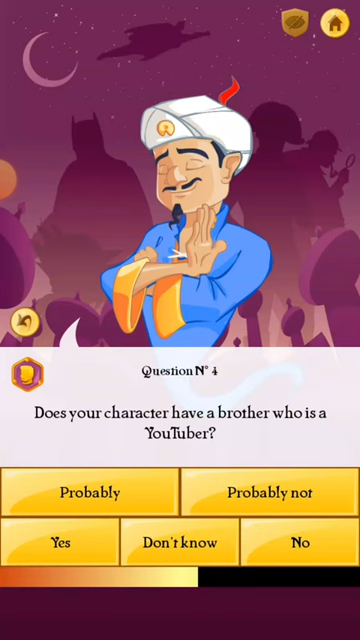 Question N° 4
Does your character have a brother who is a
YouTuber?
Probably
Probably not
Yes
Don't know
No